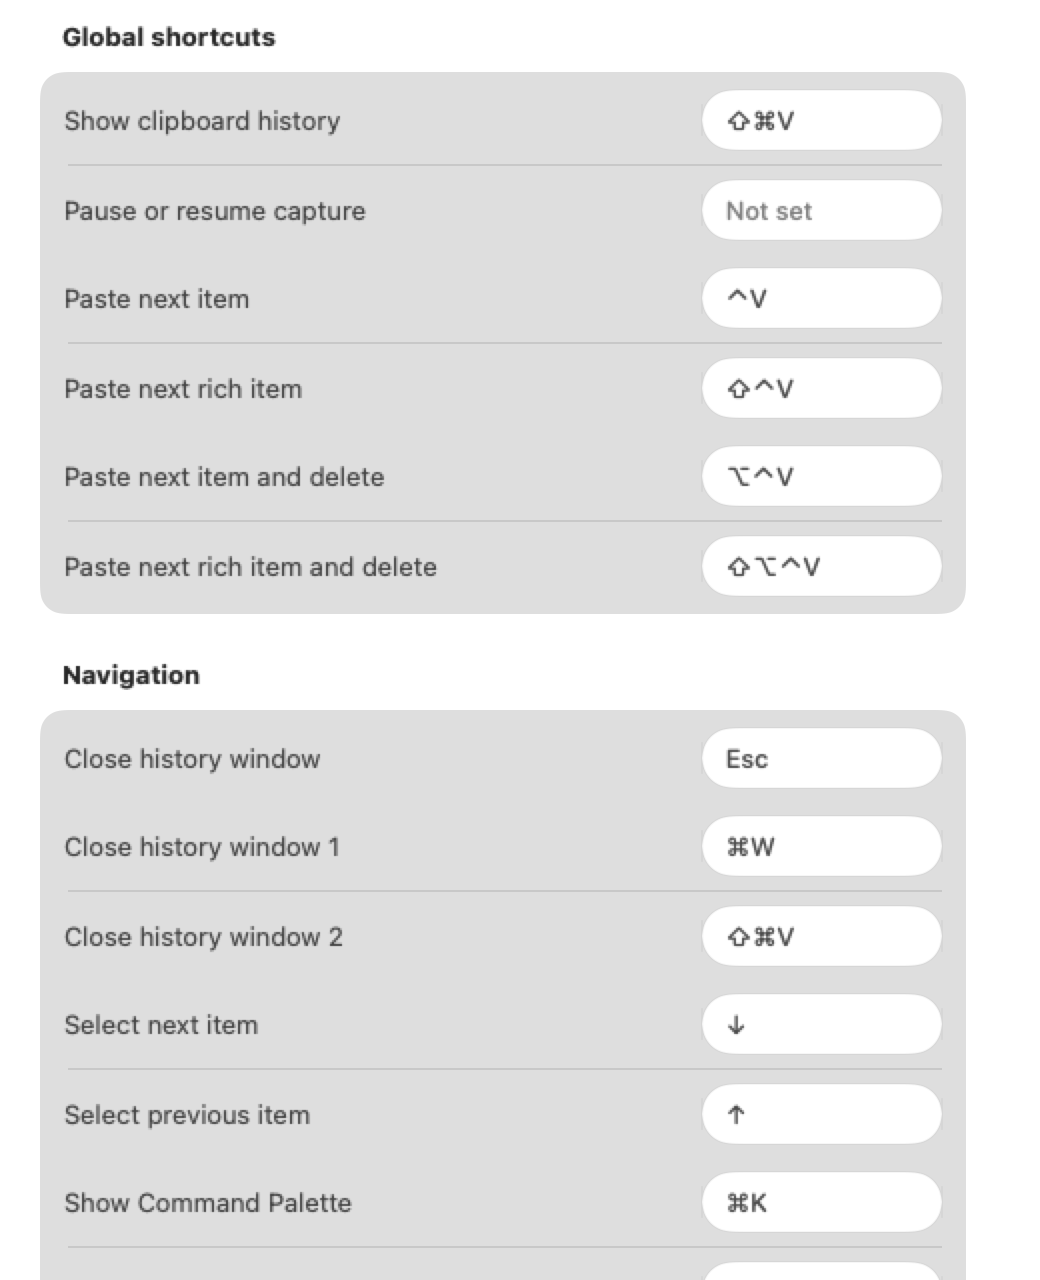 Global shortcuts
Show clipboard history ⇧⌘V
Pause or resume capture Not set
Paste next item ^V
Paste next rich item ⇧^V
Paste next item and delete ⌥^V
Paste next rich item and delete ⇧⌥^V
Navigation
Close history window Esc
Close history window 1 ⌘W
Close history window 2 ⇧⌘V
Select next item ↓
Select previous item ↑
Show Command Palette ⌘K